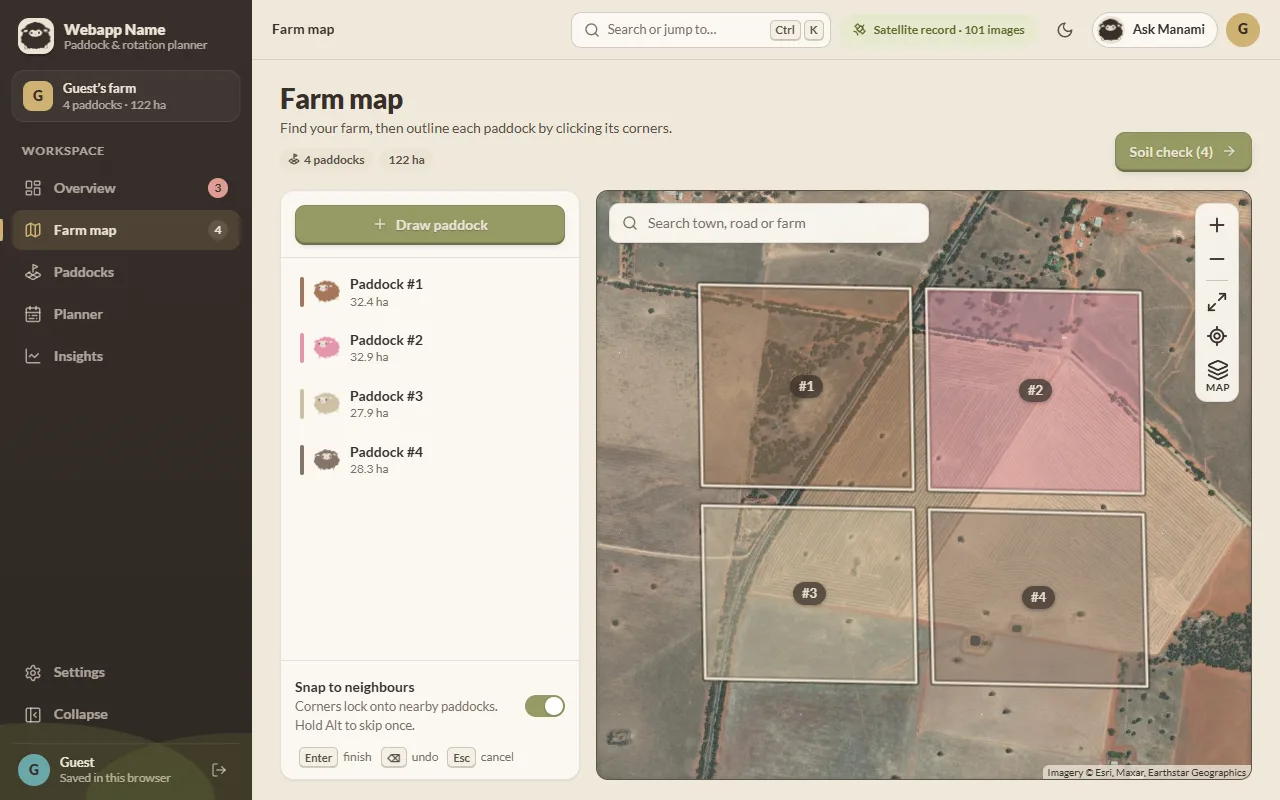 Webapp Name
Paddock & rotation planner
G
Guest's farm
4 paddocks · 122 ha
WORKSPACE
Overview
3
Farm map
4
Paddocks
Planner
Insights
Settings
Collapse
G
Guest
Saved in this browser
Farm map
Search or jump to...
Ctrl
K
Satellite record · 101 images
Ask Manami
G
Farm map
Find your farm, then outline each paddock by clicking its corners.
4 paddocks
122 ha
Soil check (4)
Draw paddock
Paddock #1
32.4 ha
Paddock #2
32.9 ha
Paddock #3
27.9 ha
Paddock #4
28.3 ha
Snap to neighbours
Corners lock onto nearby paddocks.
Hold Alt to skip once.
Enter finish
undo
Esc cancel
Search town, road or farm
MAP
#1
#2
#3
#4
Imagery © Esri, Maxar, Earthstar Geographics